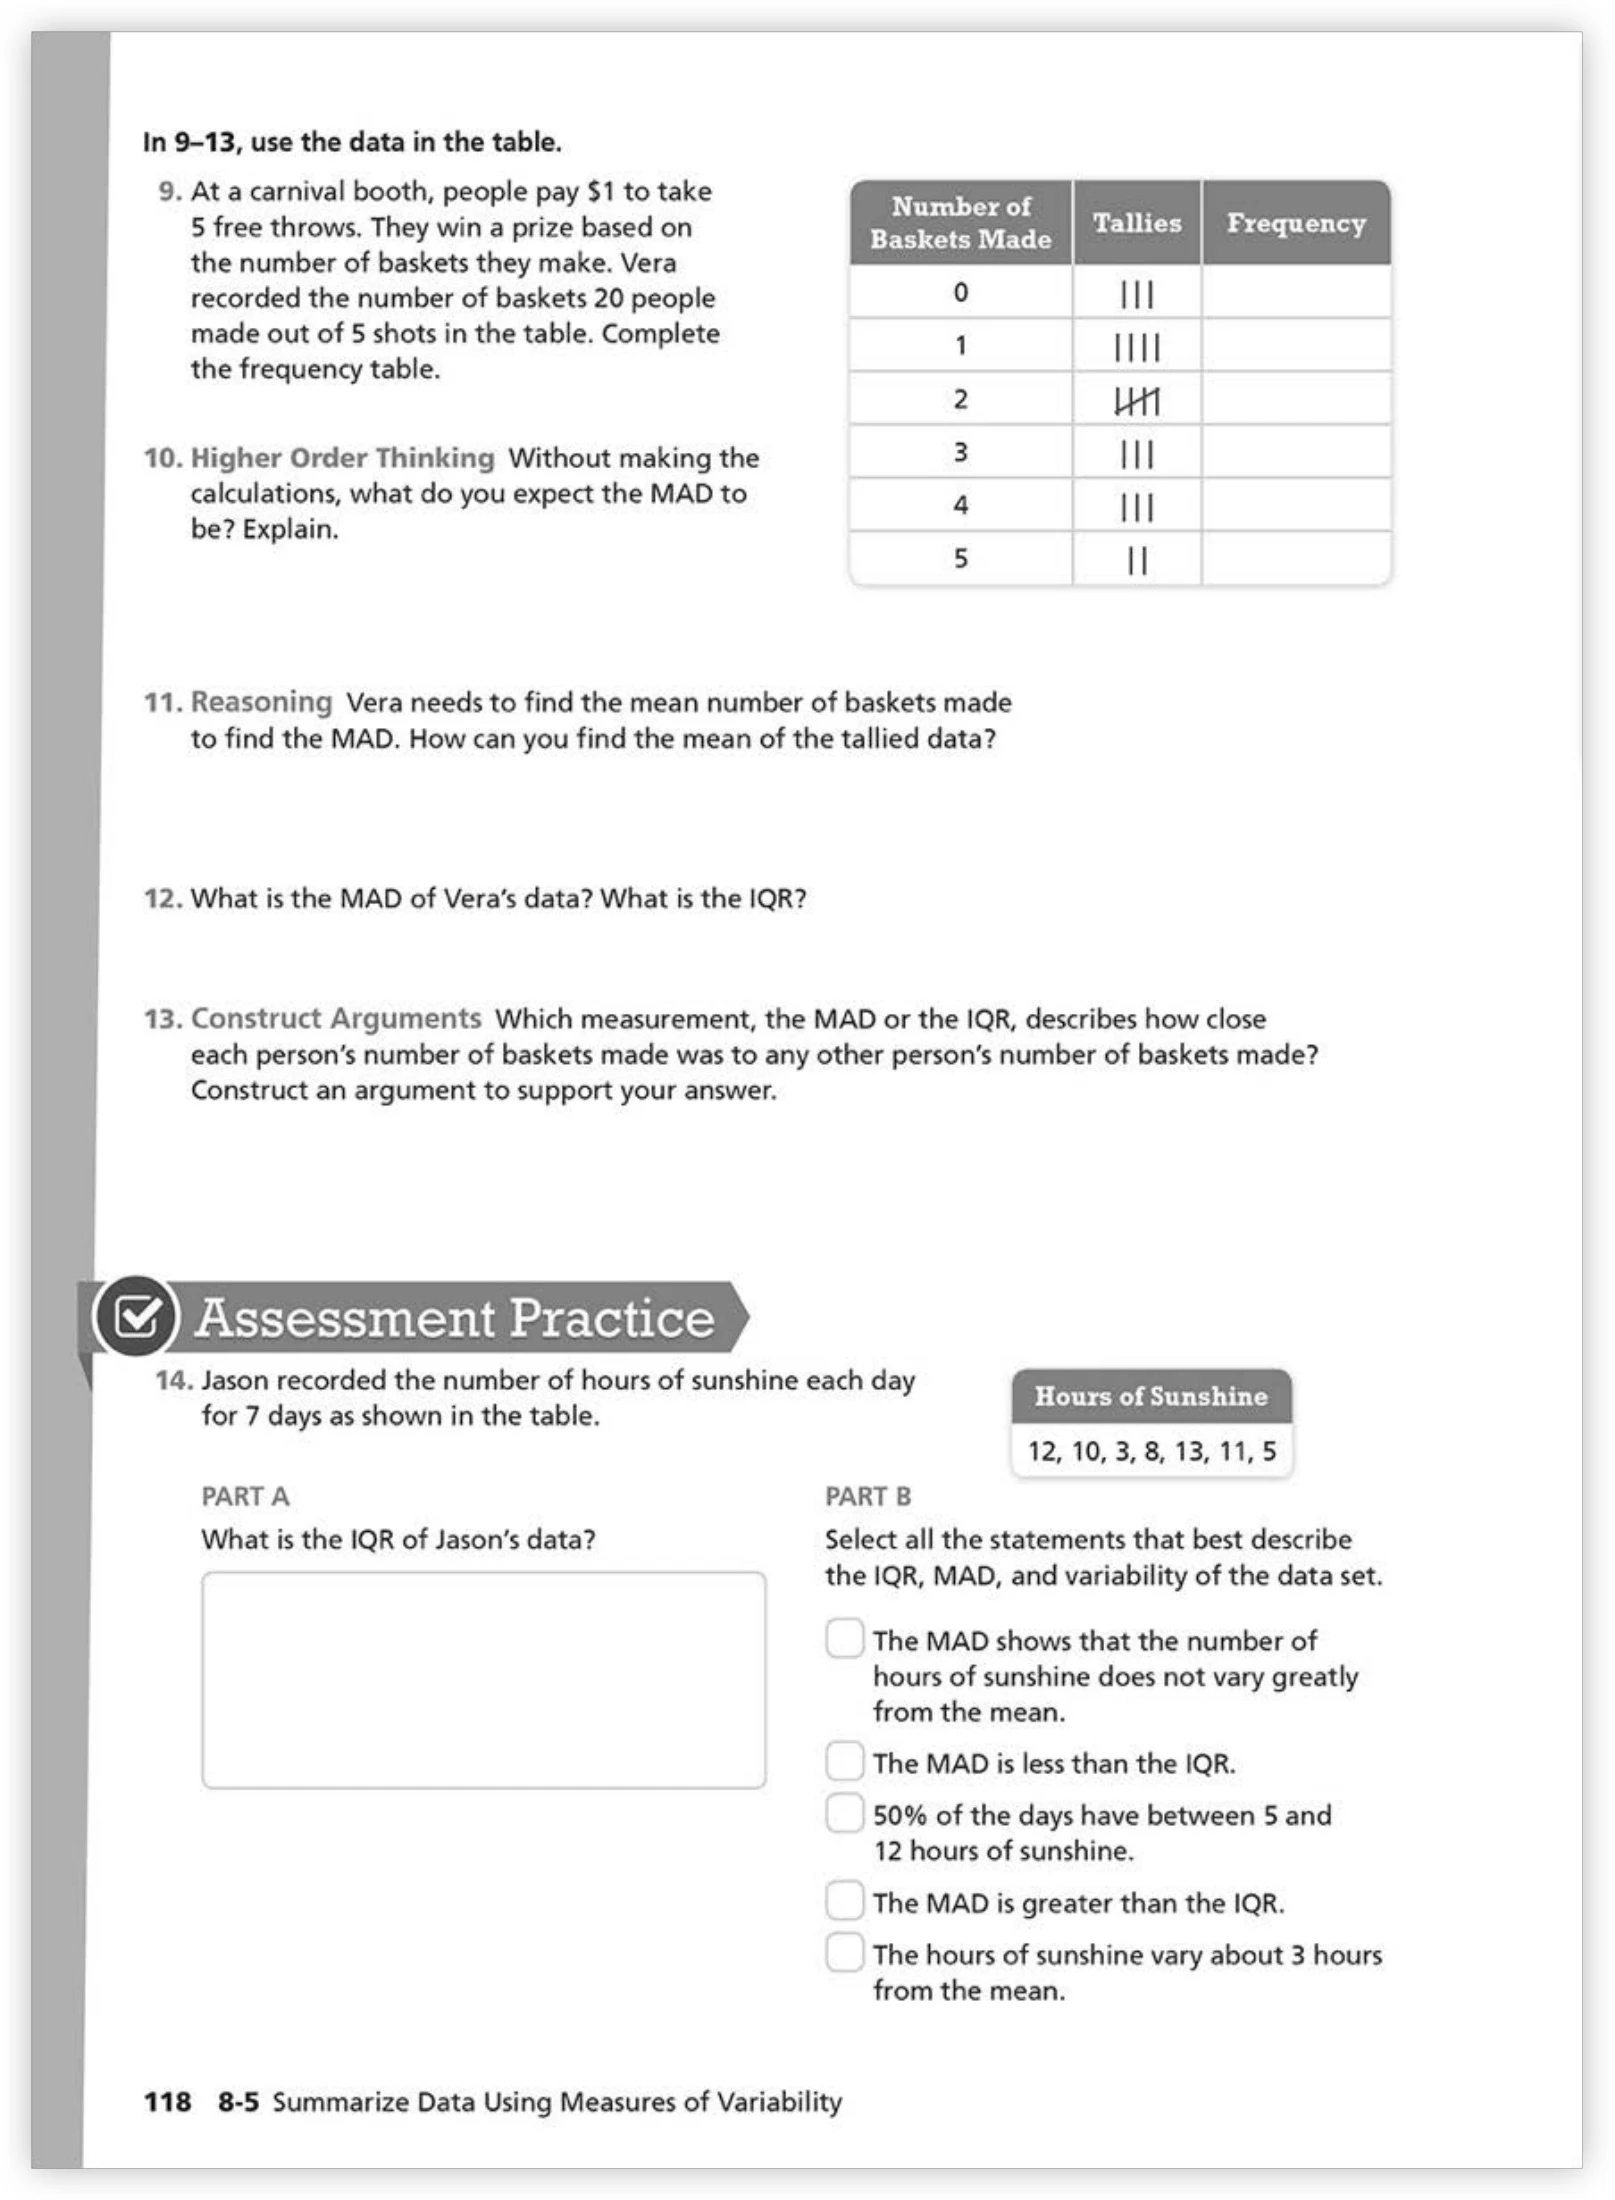 In 9–13, use the data in the table.
9. At a carnival booth, people pay $1 to take
5 free throws. They win a prize based on
the number of baskets they make. Vera
recorded the number of baskets 20 people
made out of 5 shots in the table. Complete
the frequency table.
Number of
Baskets Made
Tallies
Frequency
0 |||
1 ||||
2 ||||
3 |||
4 |||
5 ||
10. Higher Order Thinking Without making the
calculations, what do you expect the MAD to
be? Explain.
11. Reasoning Vera needs to find the mean number of baskets made
to find the MAD. How can you find the mean of the tallied data?
12. What is the MAD of Vera’s data? What is the IQR?
13. Construct Arguments Which measurement, the MAD or the IQR, describes how close
each person’s number of baskets made was to any other person’s number of baskets made?
Construct an argument to support your answer.
Assessment Practice
14. Jason recorded the number of hours of sunshine each day
for 7 days as shown in the table.
Hours of Sunshine
12, 10, 3, 8, 13, 11, 5
PART A
What is the IQR of Jason’s data?
PART B
Select all the statements that best describe
the IQR, MAD, and variability of the data set.
The MAD shows that the number of
hours of sunshine does not vary greatly
from the mean.
The MAD is less than the IQR.
50% of the days have between 5 and
12 hours of sunshine.
The MAD is greater than the IQR.
The hours of sunshine vary about 3 hours
from the mean.
118 8-5 Summarize Data Using Measures of Variability